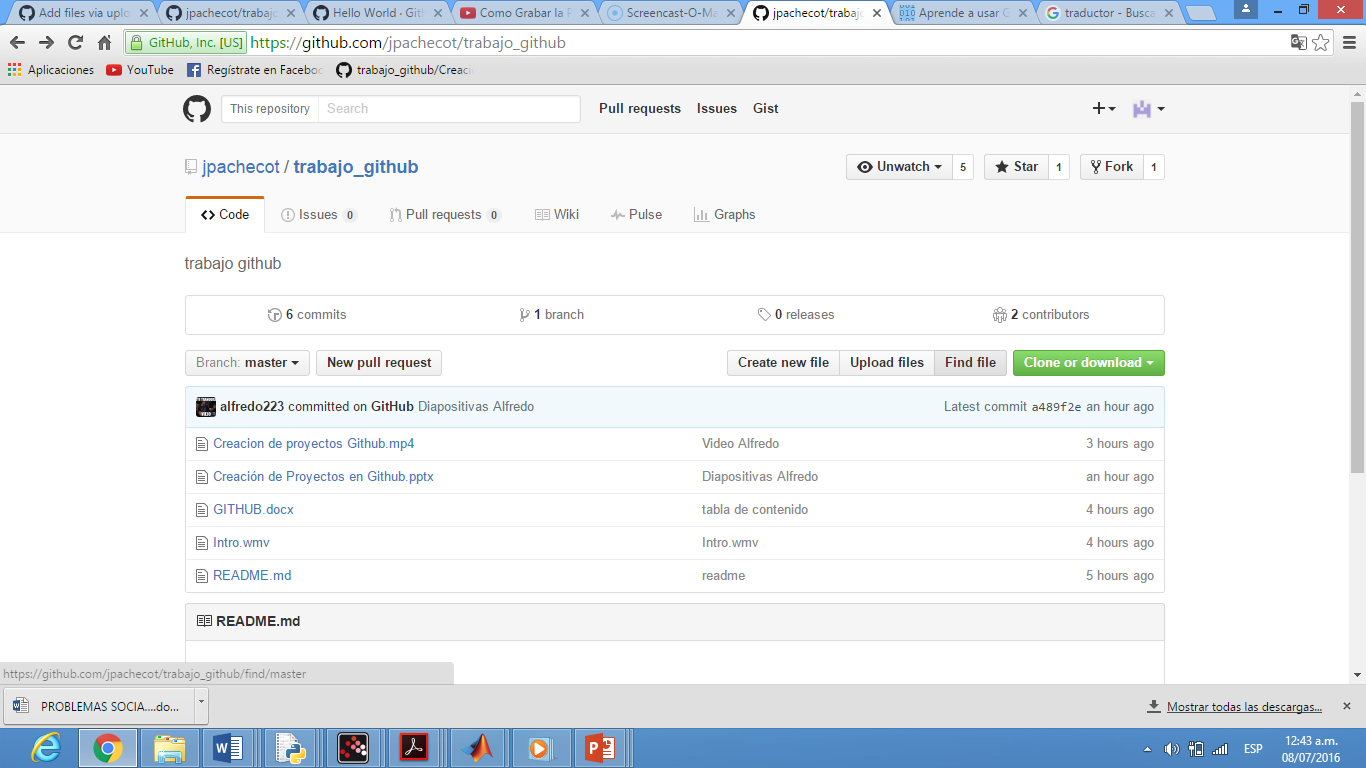 Add files via uplo
jpachecot/trabajo
Hello World · Gitl
Como Grabar la P
Screencast-O-Ma
jpachecot/trabajo
Aprende a usar G
traductor - Busca
GitHub, Inc. [US] https://github.com/jpachecot/trabajo_github
Aplicaciones YouTube Regístrate en Faceboo trabajo_github/Creaci
This repository Search Pull requests Issues Gist
jpachecot / trabajo_github Unwatch 5 Star 1 Fork 1
Code Issues 0 Pull requests 0 Wiki Pulse Graphs
trabajo github
6 commits 1 branch 0 releases 2 contributors
Branch: master New pull request Create new file Upload files Find file Clone or download
alfredo223 committed on GitHub Diapositivas Alfredo Latest commit a489f2e an hour ago
Creacion de proyectos Github.mp4 Video Alfredo 3 hours ago
Creación de Proyectos en Github.pptx Diapositivas Alfredo an hour ago
GITHUB.docx tabla de contenido 4 hours ago
Intro.wmv Intro.wmv 4 hours ago
README.md readme 5 hours ago
README.md
https://github.com/jpachecot/trabajo_github/find/master
PROBLEMAS SOCIA....do... Mostrar todas las descargas...
ESP 12:43 a.m.
08/07/2016